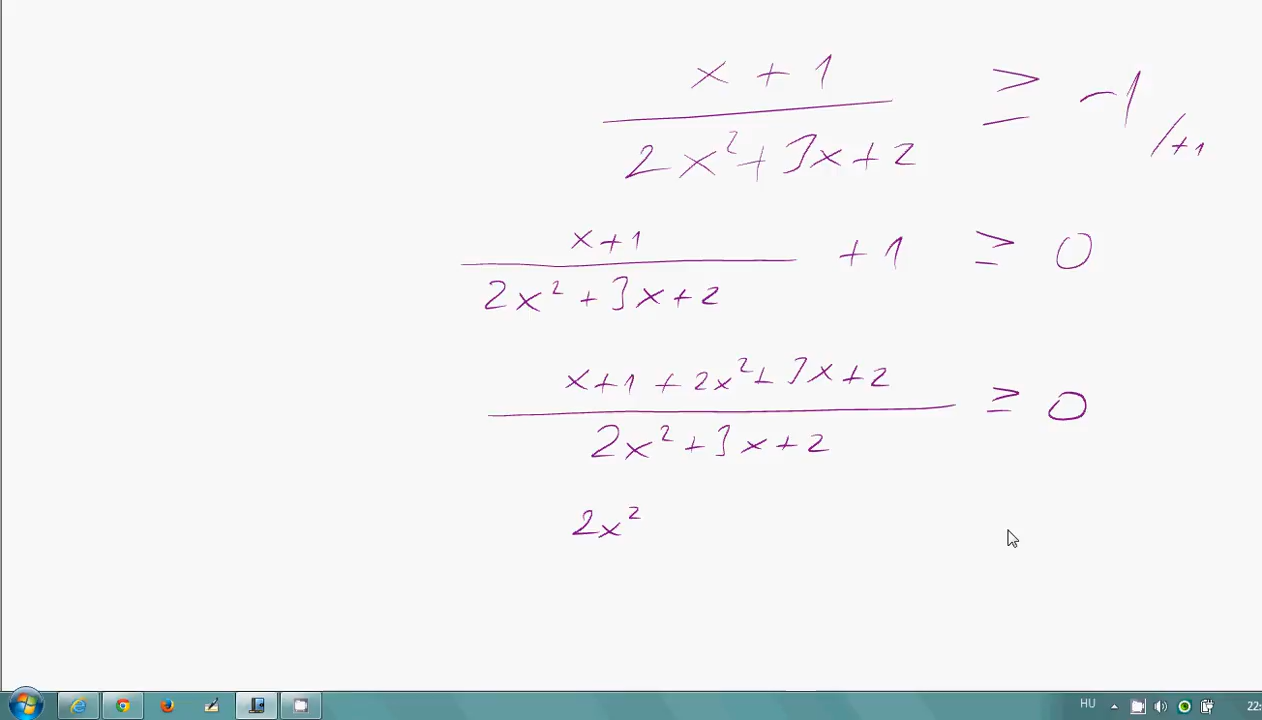 x + 1
2x² + 3x + 2 ≥ -1 /+1
x+1
2x² + 3x + 2 + 1 ≥ 0
x+1 + 2x² + 3x + 2
2x² + 3x + 2 ≥ 0
2x²
HU 22: